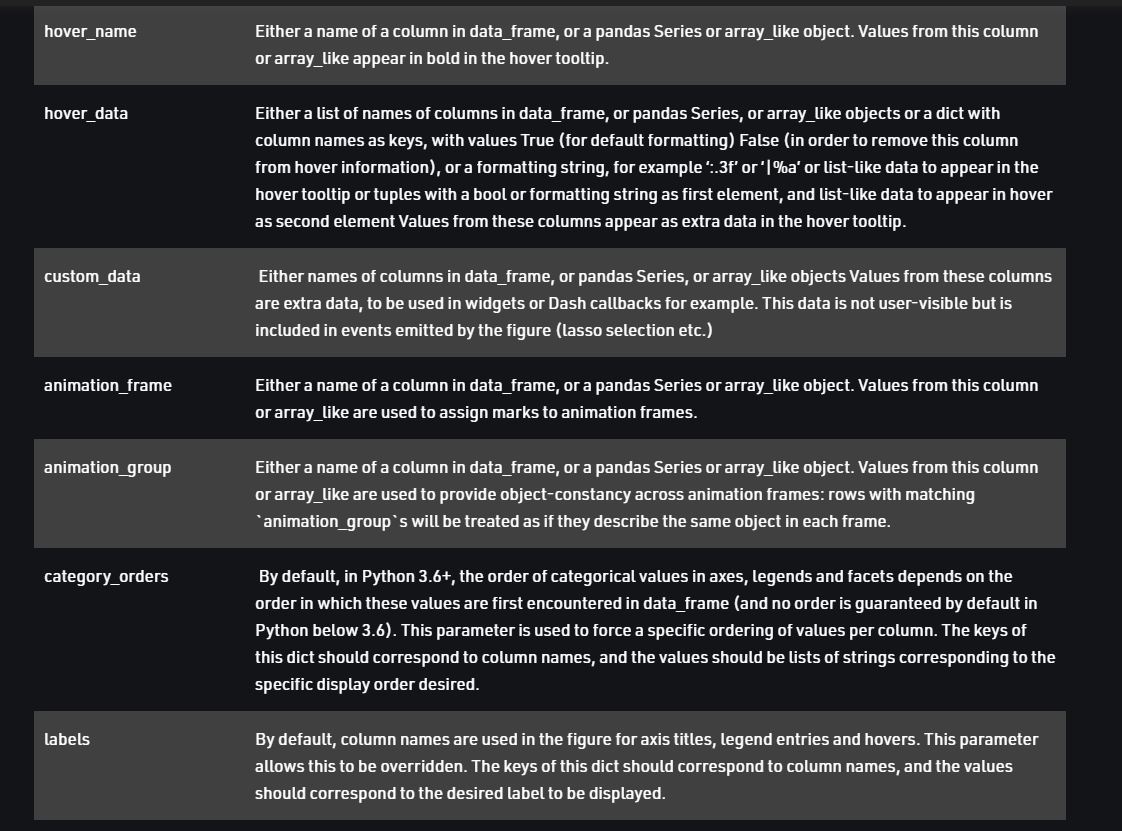 hover_name Either a name of a column in data_frame, or a pandas Series or array_like object. Values from this column
or array_like appear in bold in the hover tooltip.
hover_data Either a list of names of columns in data_frame, or pandas Series, or array_like objects or a dict with
column names as keys, with values True (for default formatting) False (in order to remove this column
from hover information), or a formatting string, for example ‘:.3f’ or ‘|%a’ or list-like data to appear in the
hover tooltip or tuples with a bool or formatting string as first element, and list-like data to appear in hover
as second element Values from these columns appear as extra data in the hover tooltip.
custom_data Either names of columns in data_frame, or pandas Series, or array_like objects Values from these columns
are extra data, to be used in widgets or Dash callbacks for example. This data is not user-visible but is
included in events emitted by the figure (lasso selection etc.)
animation_frame Either a name of a column in data_frame, or a pandas Series or array_like object. Values from this column
or array_like are used to assign marks to animation frames.
animation_group Either a name of a column in data_frame, or a pandas Series or array_like object. Values from this column
or array_like are used to provide object-constancy across animation frames: rows with matching
`animation_group`s will be treated as if they describe the same object in each frame.
category_orders By default, in Python 3.6+, the order of categorical values in axes, legends and facets depends on the
order in which these values are first encountered in data_frame (and no order is guaranteed by default in
Python below 3.6). This parameter is used to force a specific ordering of values per column. The keys of
this dict should correspond to column names, and the values should be lists of strings corresponding to the
specific display order desired.
labels By default, column names are used in the figure for axis titles, legend entries and hovers. This parameter
allows this to be overridden. The keys of this dict should correspond to column names, and the values
should correspond to the desired label to be displayed.